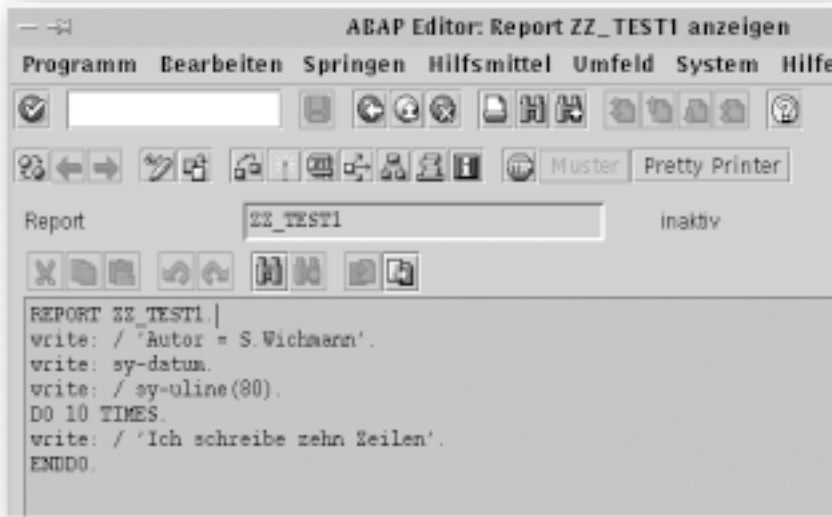 ABAP Editor: Report ZZ_TEST1 anzeigen
Programm Bearbeiten Springen Hilfsmittel Umfeld System Hilfe
Muster Pretty Printer
Report ZZ_TEST1 inaktiv
REPORT ZZ_TEST1.
write: / 'Autor = S.Wichmann'.
write: sy-datum.
write: / sy-uline(80).
DO 10 TIMES.
write: / 'Ich schreibe zehn Zeilen'.
ENDDO.